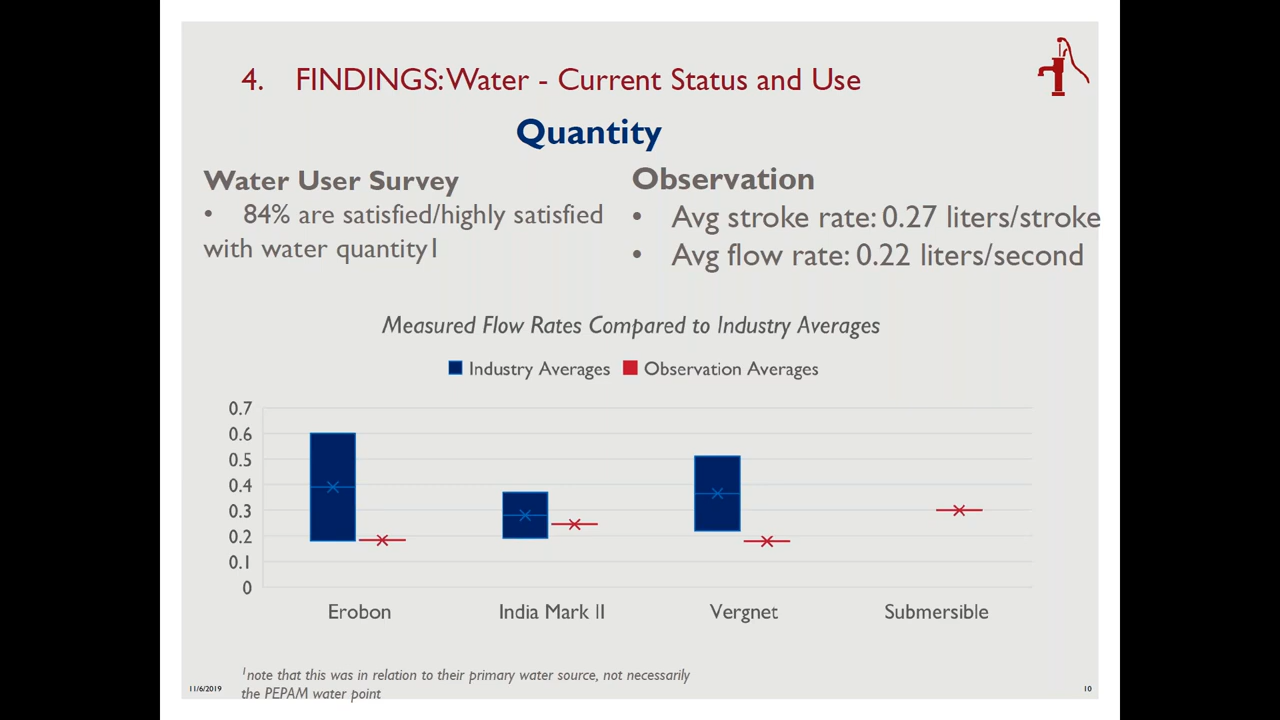 4. FINDINGS: Water - Current Status and Use
Quantity
Water User Survey
• 84% are satisfied/highly satisfied
with water quantity1
Observation
• Avg stroke rate: 0.27 liters/stroke
• Avg flow rate: 0.22 liters/second
Measured Flow Rates Compared to Industry Averages
Industry Averages Observation Averages
0.7
0.6
0.5
0.4
0.3
0.2
0.1
0
Erobon India Mark II Vergnet Submersible
1note that this was in relation to their primary water source, not necessarily
the PEPAM water point
11/6/2019
10